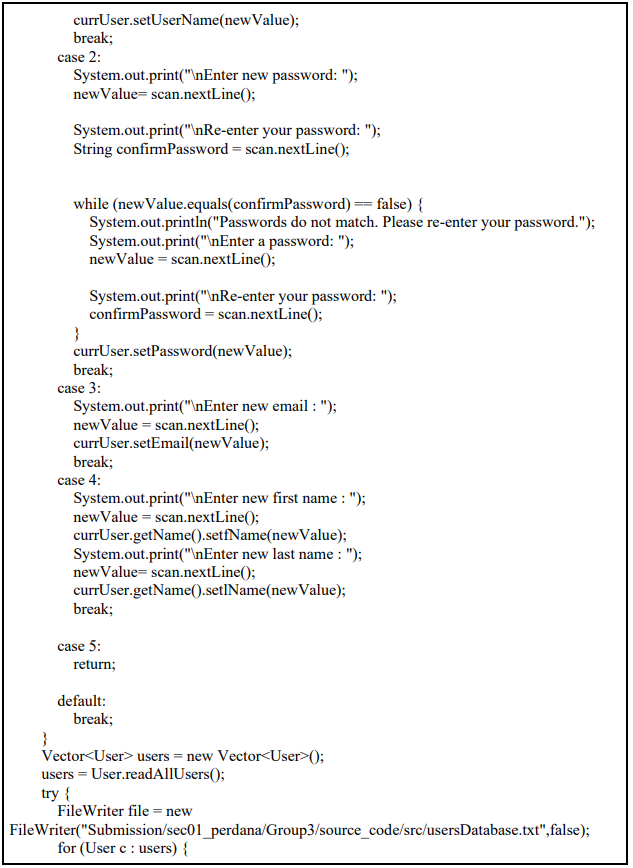 currUser.setUserName(newValue);
break;
case 2:
System.out.print("\nEnter new password: ");
newValue= scan.nextLine();
System.out.print("\nRe-enter your password: ");
String confirmPassword = scan.nextLine();
while (newValue.equals(confirmPassword) == false) {
System.out.println("Passwords do not match. Please re-enter your password.");
System.out.print("\nEnter a password: ");
newValue = scan.nextLine();
System.out.print("\nRe-enter your password: ");
confirmPassword = scan.nextLine();
}
currUser.setPassword(newValue);
break;
case 3:
System.out.print("\nEnter new email : ");
newValue = scan.nextLine();
currUser.setEmail(newValue);
break;
case 4:
System.out.print("\nEnter new first name : ");
newValue = scan.nextLine();
currUser.getName().setfName(newValue);
System.out.print("\nEnter new last name : ");
newValue= scan.nextLine();
currUser.getName().setlName(newValue);
break;
case 5:
return;
default:
break;
}
Vector<User> users = new Vector<User>();
users = User.readAllUsers();
try {
FileWriter file = new
FileWriter("Submission/sec01_perdana/Group3/source_code/src/usersDatabase.txt",false);
for (User c : users) {